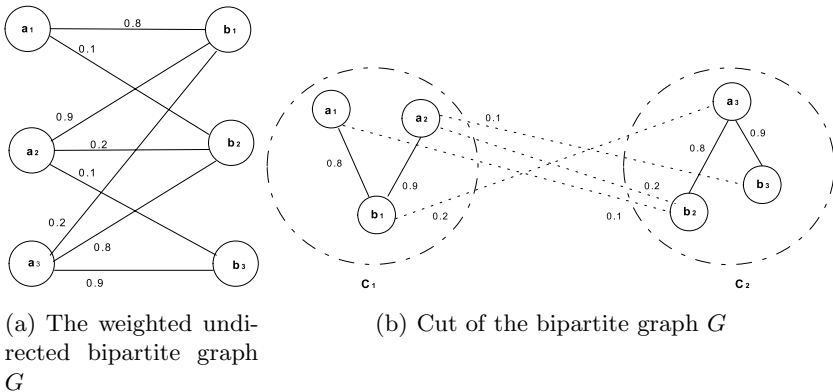 a1
0.8
b1
0.1
0.9
a2
0.2
b2
0.1
0.2
0.8
a3
0.9
b3
a1
a2
0.1
a3
0.8
0.9
0.8
0.9
b3
0.2
b1
0.2
0.1
b2
C1
C2
(a) The weighted undi-
rected bipartite graph
G
(b) Cut of the bipartite graph G